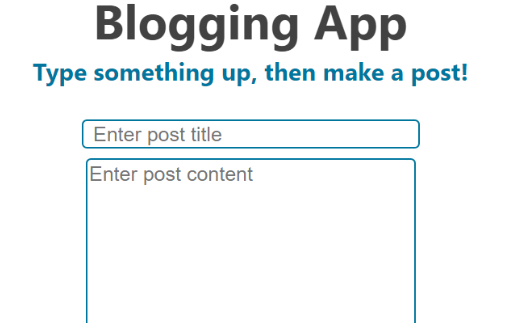 Blogging App
Type something up, then make a post!
Enter post title
Enter post content